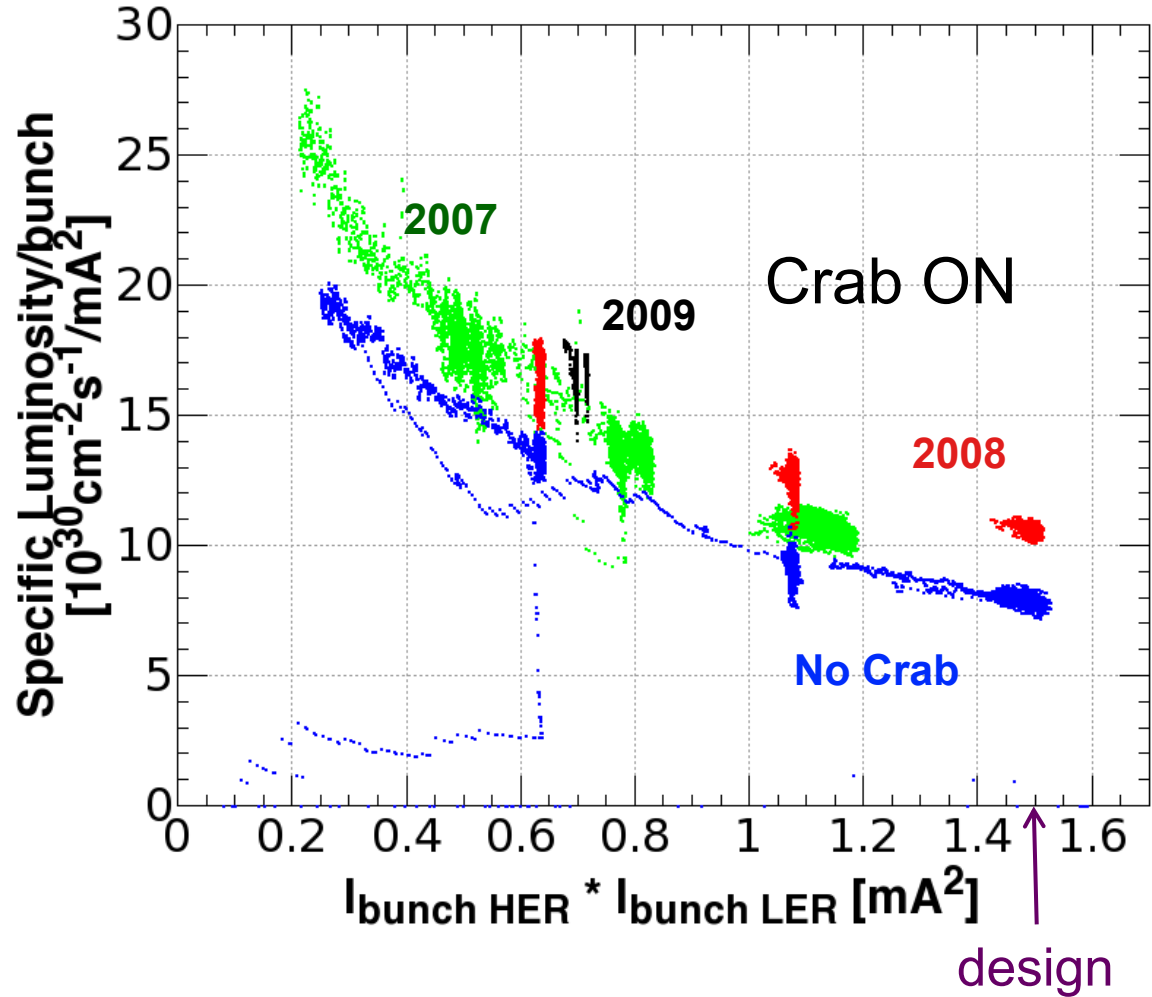 30
25
20
15
10
5
0
Specific Luminosity/bunch
[10³⁰cm⁻²s⁻¹/mA²]
2007
2009
Crab ON
2008
No Crab
0 0.2 0.4 0.6 0.8 1 1.2 1.4 1.6
I_bunch HER * I_bunch LER [mA²]
design